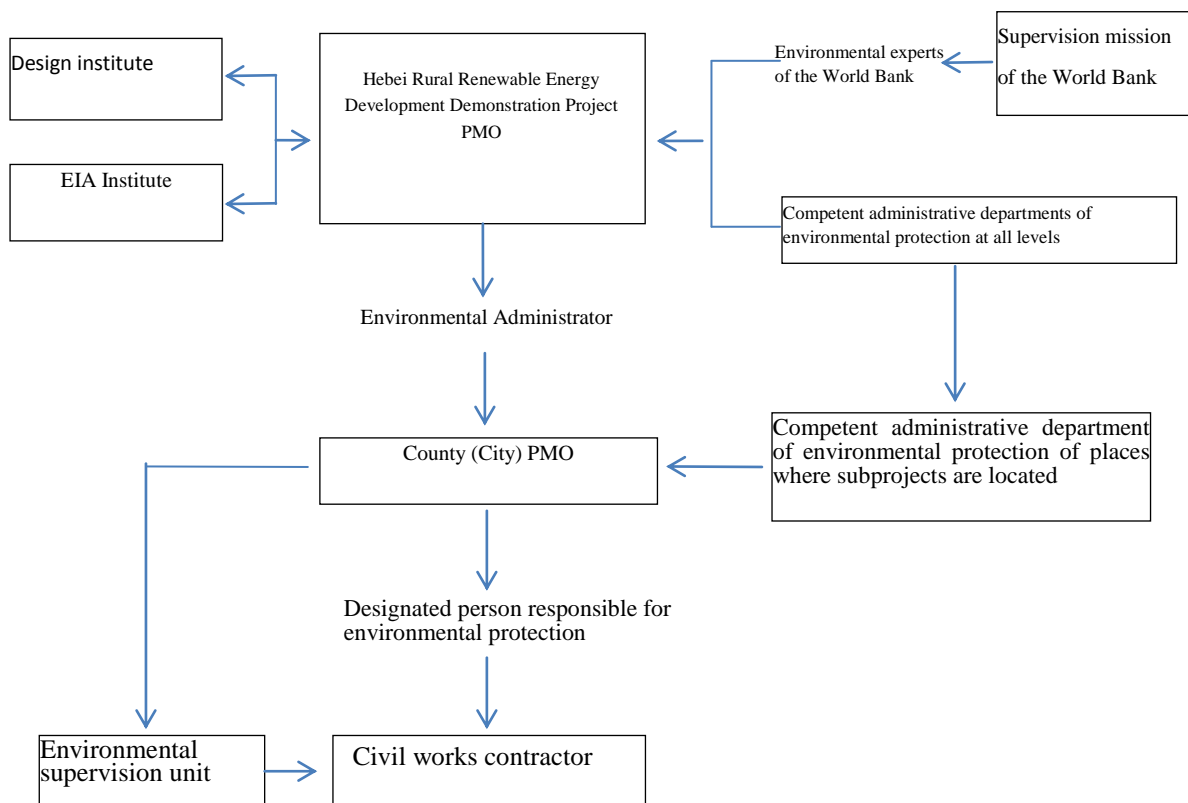 Design institute
EIA Institute
Hebei Rural Renewable Energy
Development Demonstration Project
PMO
Environmental experts
of the World Bank
Supervision mission
of the World Bank
Competent administrative departments of
environmental protection at all levels
Environmental Administrator
County (City) PMO
Competent administrative department
of environmental protection of places
where subprojects are located
Designated person responsible for
environmental protection
Environmental
supervision unit
Civil works contractor